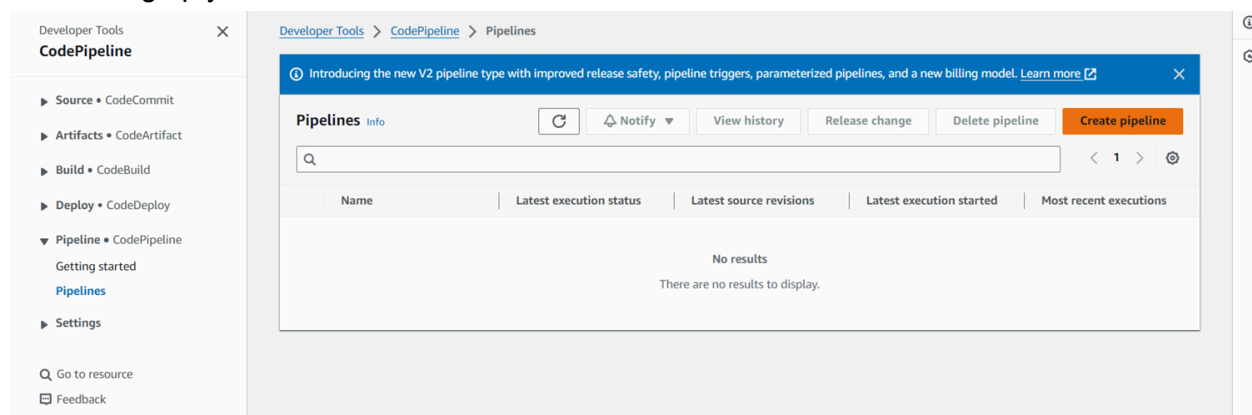 Developer Tools
CodePipeline
Source • CodeCommit
Artifacts • CodeArtifact
Build • CodeBuild
Deploy • CodeDeploy
Pipeline • CodePipeline
Getting started
Pipelines
Settings
Go to resource
Feedback
Developer Tools > CodePipeline > Pipelines
Introducing the new V2 pipeline type with improved release safety, pipeline triggers, parameterized pipelines, and a new billing model. Learn more
Pipelines Info
Notify View history Release change Delete pipeline Create pipeline
< 1 >
Name Latest execution status Latest source revisions Latest execution started Most recent executions
No results
There are no results to display.